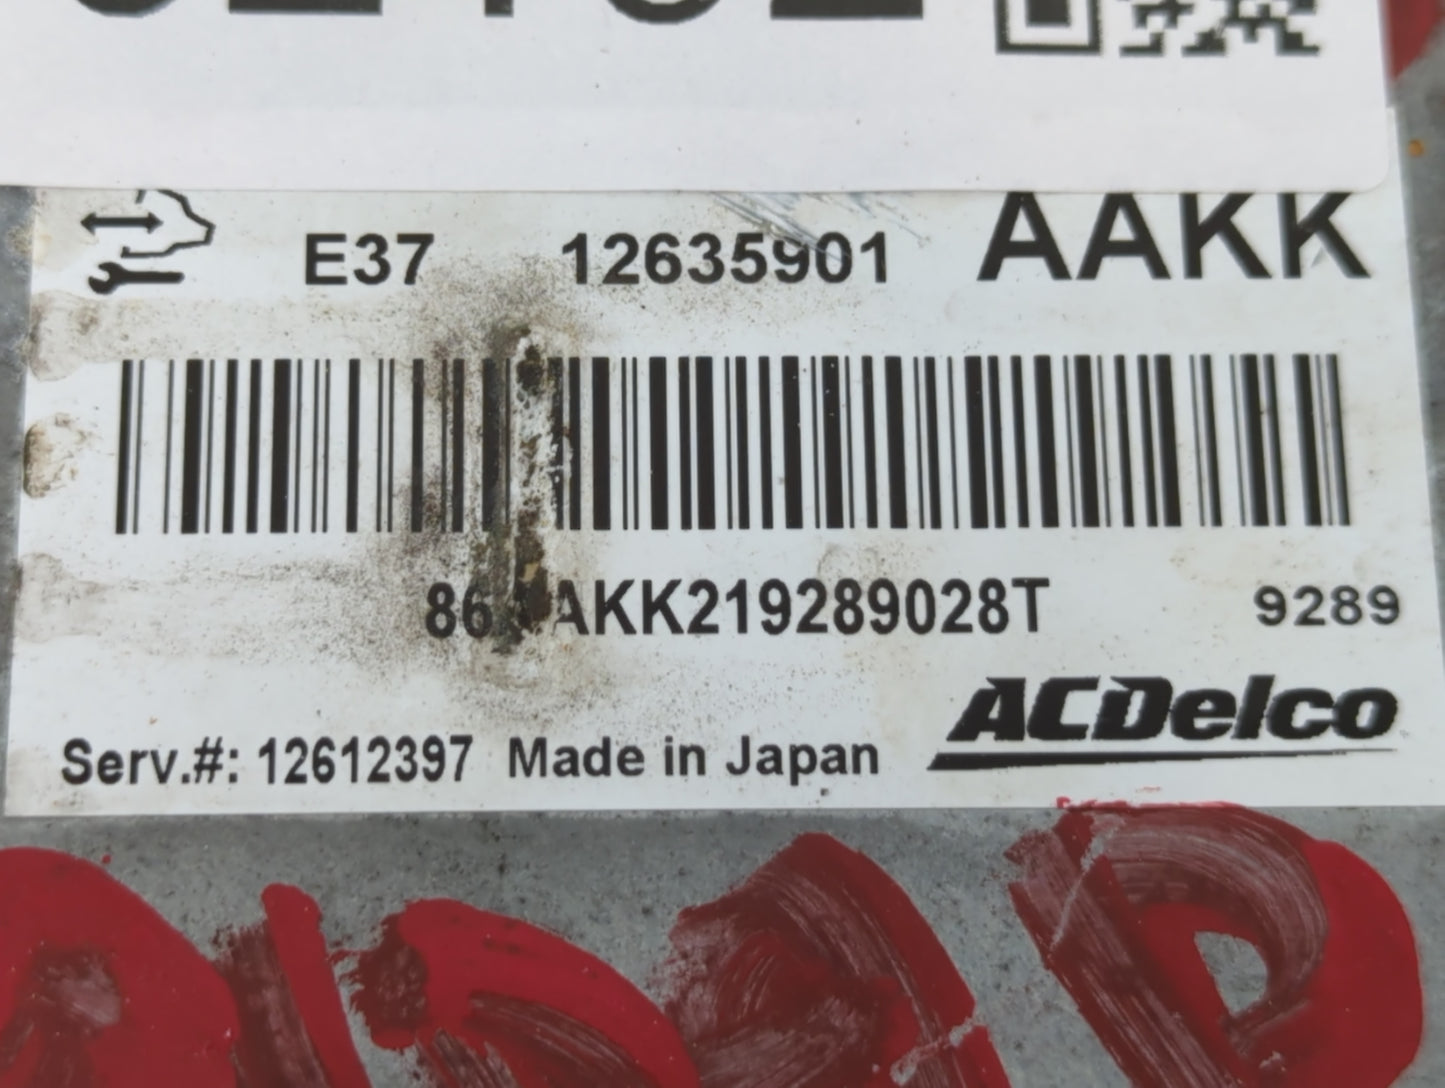 E37 12635901 AAKK
AKK219289028T 9289
ACDelco
Serv.#: 12612397 Made in Japan